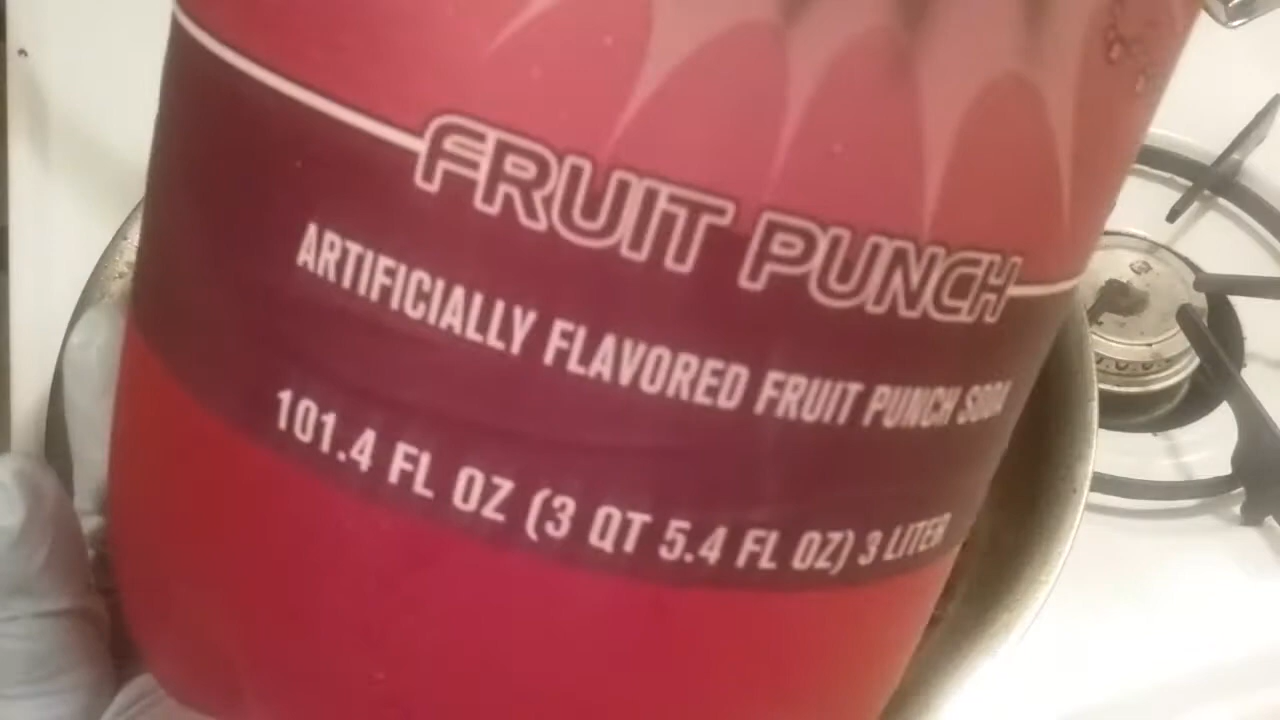 FRUIT PUNCH
ARTIFICIALLY FLAVORED FRUIT PUNCH SODA
101.4 FL OZ (3 QT 5.4 FL OZ) 3 LITER